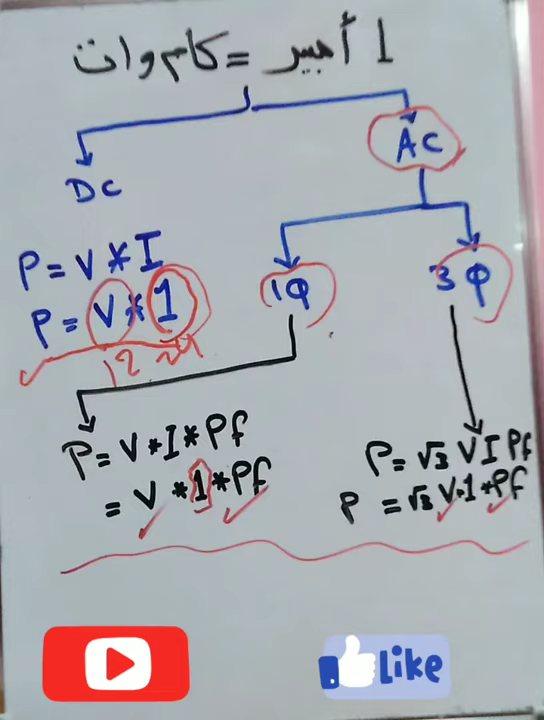 1 أمبير = كام وات
DC
AC
P = V * I
P = V * 1
12 24
1Φ
3Φ
P = V * I * Pf
= V * 1 * Pf
P = √3 V I Pf
P = √3 V * 1 * Pf
Like